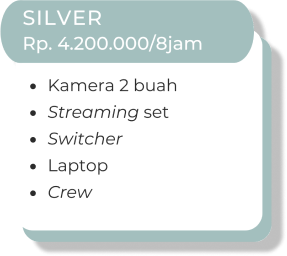 SILVER
Rp. 4.200.000/8jam
• Kamera 2 buah
• Streaming set
• Switcher
• Laptop
• Crew